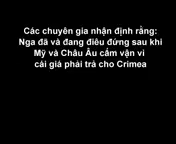 Các chuyên gia nhận định rằng:
Nga đã và đang điêu đứng sau khi
Mỹ và Châu Âu cấm vận vì
cái giá phải trả cho Crimea